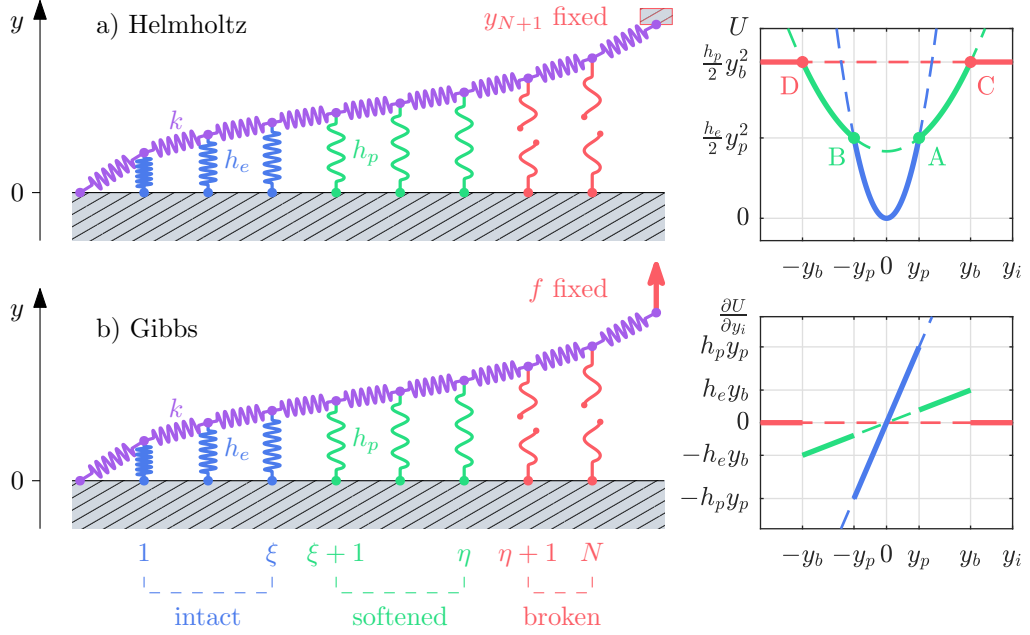 y
a) Helmholtz
y_{N+1} fixed
k
h_e
h_p
0
U
\frac{h_p}{2} y_b^2
D
C
\frac{h_e}{2} y_p^2
B
A
0
−y_b −y_p 0 y_p y_b y_i
y
b) Gibbs
f fixed
k
h_e
h_p
0
\frac{∂U}{∂y_i}
h_p y_p
h_e y_b
0
−h_e y_b
−h_p y_p
−y_b −y_p 0 y_p y_b y_i
1 ξ ξ + 1 η η + 1 N
intact softened broken